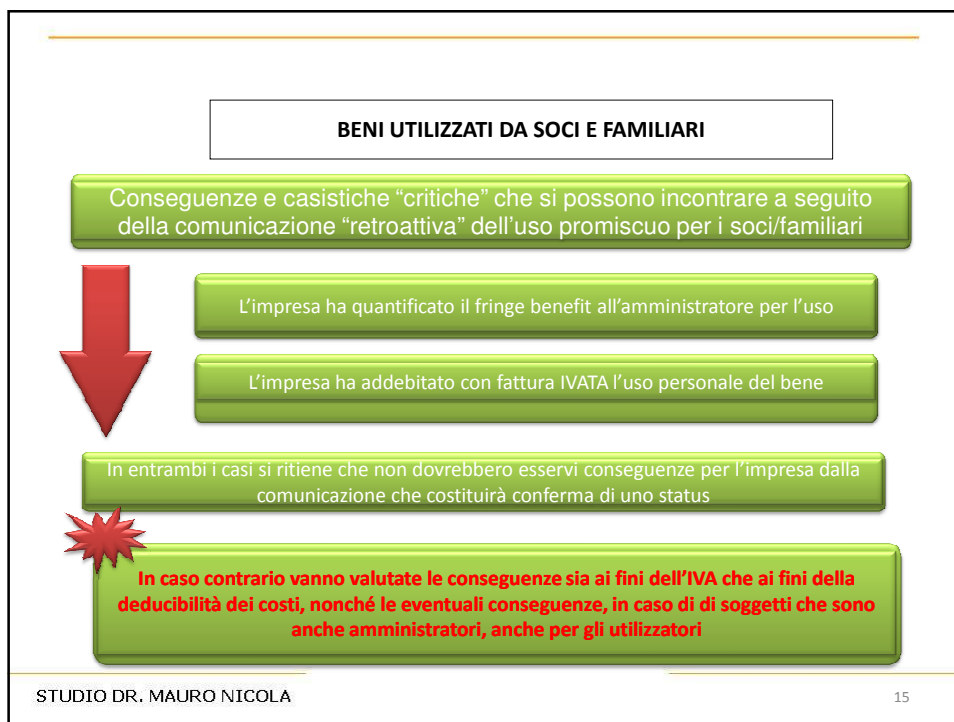 BENI UTILIZZATI DA SOCI E FAMILIARI
Conseguenze e casistiche “critiche” che si possono incontrare a seguito
della comunicazione “retroattiva” dell’uso promiscuo per i soci/familiari
L’impresa ha quantificato il fringe benefit all’amministratore per l’uso
L’impresa ha addebitato con fattura IVATA l’uso personale del bene
In entrambi i casi si ritiene che non dovrebbero esservi conseguenze per l’impresa dalla
comunicazione che costituirà conferma di uno status
In caso contrario vanno valutate le conseguenze sia ai fini dell’IVA che ai fini della
deducibilità dei costi, nonché le eventuali conseguenze, in caso di di soggetti che sono
anche amministratori, anche per gli utilizzatori
STUDIO DR. MAURO NICOLA
15